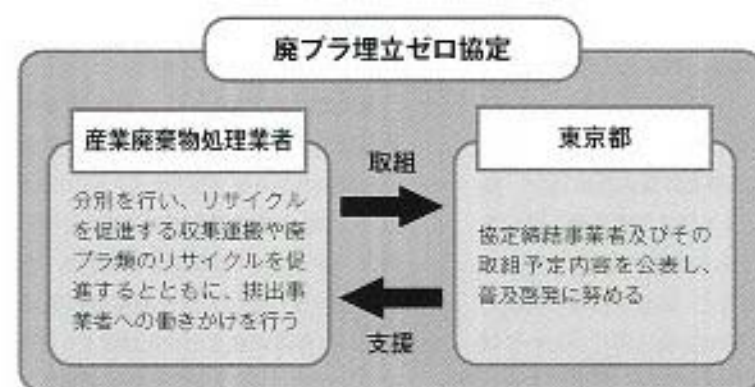 廃プラ埋立ゼロ協定
産業廃棄物処理業者
分別を行い、リサイクル
を促進する収集運搬や廃
プラ類のリサイクルを促
進するとともに、排出事
業者への働きかけを行う
取組
支援
東京都
協定締結事業者及びその
取組予定内容を公表し、
普及啓発に努める